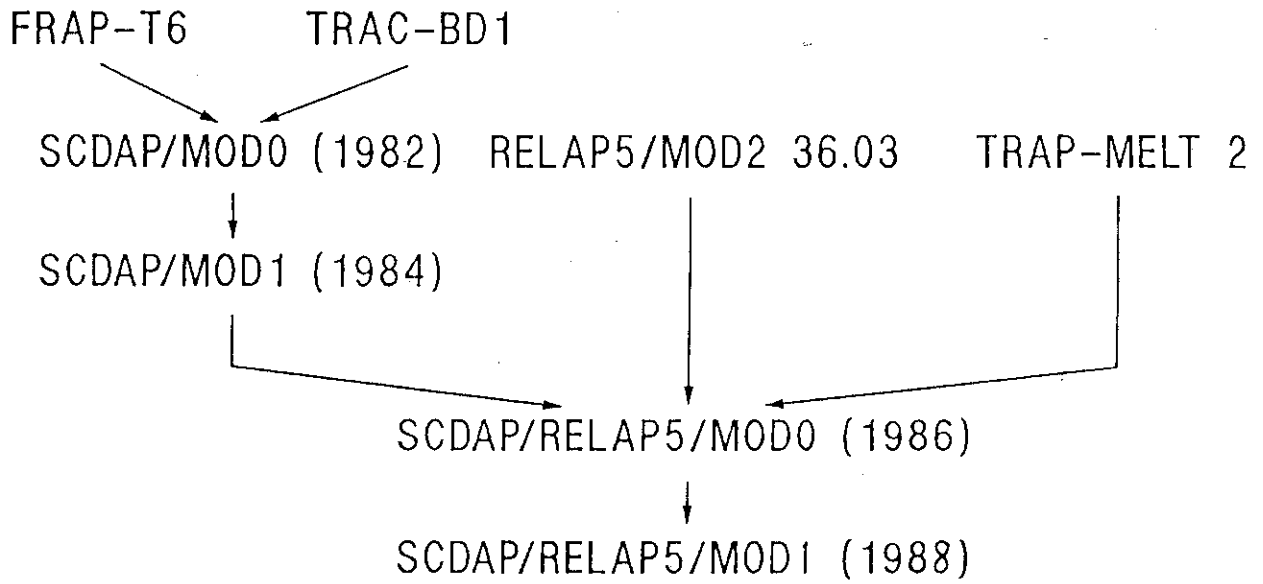 FRAP-T6 TRAC-BD1
SCDAP/MOD0 (1982) RELAP5/MOD2 36.03 TRAP-MELT 2
SCDAP/MOD1 (1984)
SCDAP/RELAP5/MOD0 (1986)
SCDAP/RELAP5/MOD1 (1988)